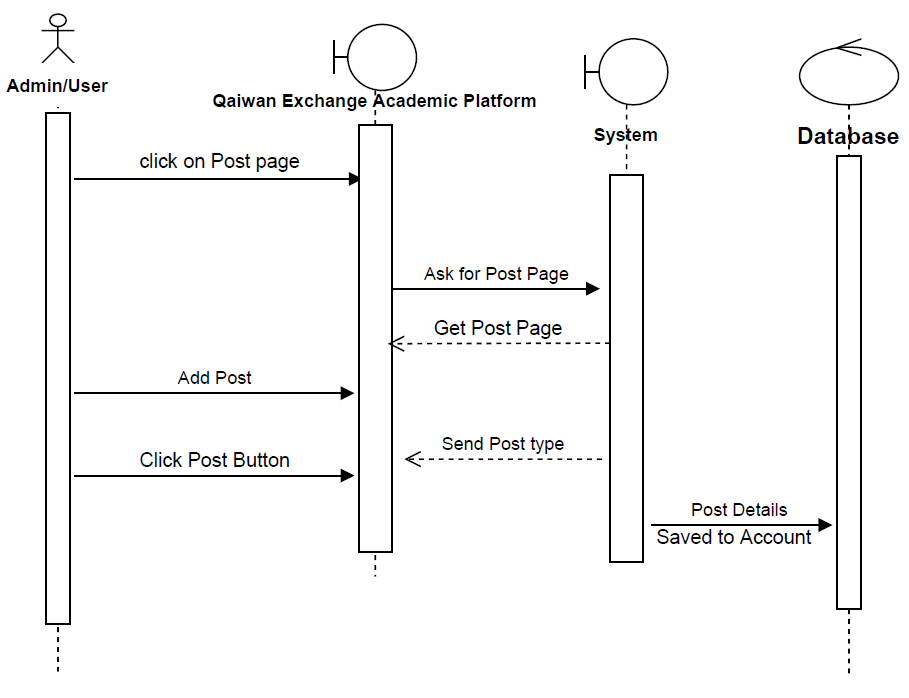 Admin/User
Qaiwan Exchange Academic Platform
System
Database
click on Post page
Ask for Post Page
Get Post Page
Add Post
Send Post type
Click Post Button
Post Details
Saved to Account